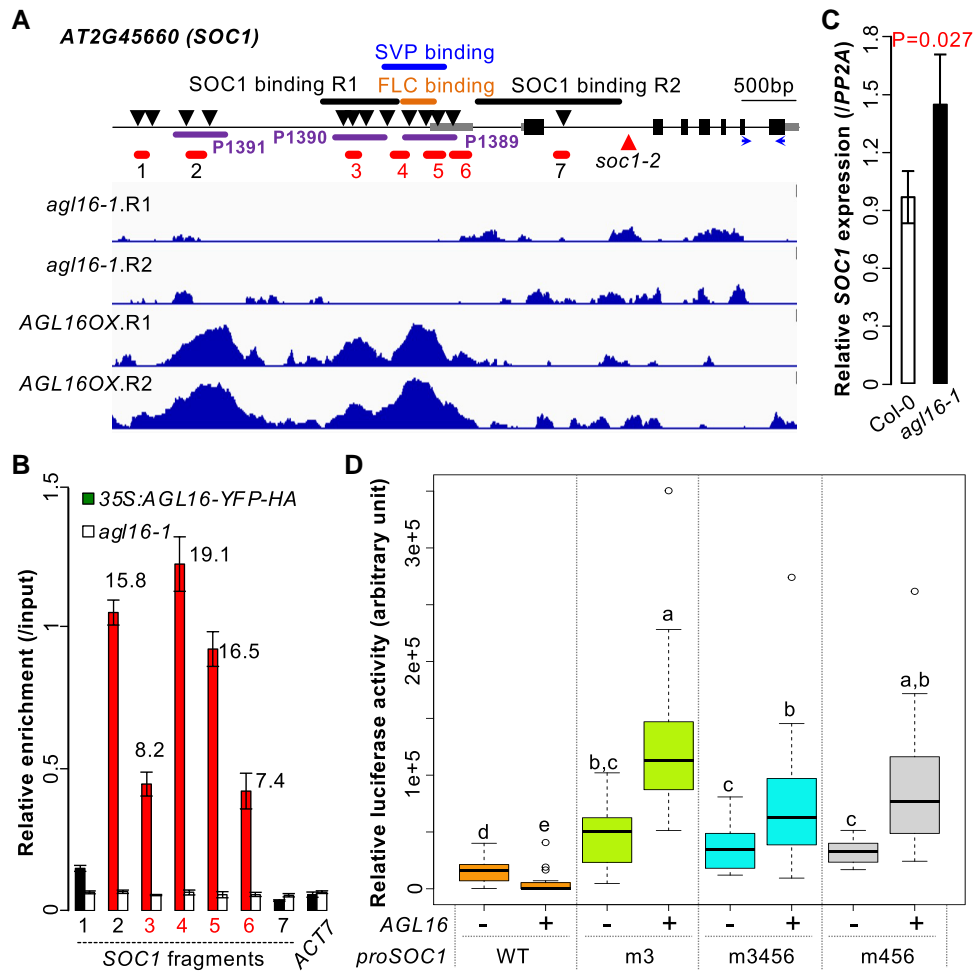 A
AT2G45660 (SOC1)
SVP binding
SOC1 binding R1
FLC binding
SOC1 binding R2
500bp
P1391
P1390
P1389
soc1-2
1 2 3 4 5 6 7
agl16-1.R1
agl16-1.R2
AGL16OX.R1
AGL16OX.R2
C
P=0.027
Relative SOC1 expression (/PP2A)
1.8
1.5
1.2
0.9
0.6
0.3
0
Col-0
agl16-1
B
Relative enrichment (/input)
1.5
1
0.5
0
35S:AGL16-YFP-HA
agl16-1
15.8
8.2
19.1
16.5
7.4
1 2 3 4 5 6 7 ACT7
SOC1 fragments
D
Relative luciferase activity (arbitrary unit)
3e+5
2e+5
1e+5
0
d e b,c a c b c a,b
AGL16 - + - + - + - +
proSOC1 WT m3 m3456 m456